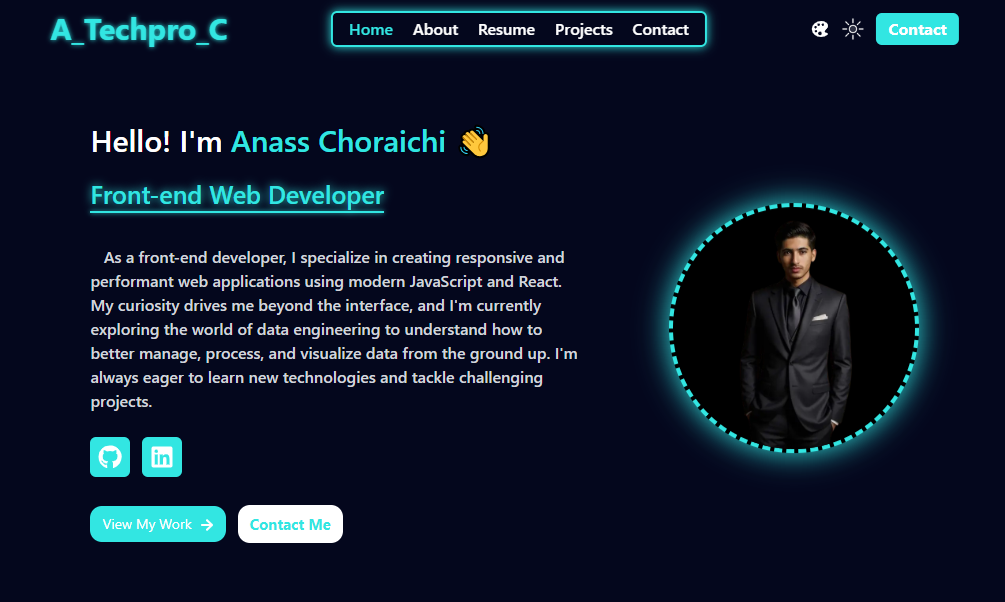 A_Techpro_C
Home About Resume Projects Contact
Contact
Hello! I'm Anass Choraichi 👋
Front-end Web Developer
As a front-end developer, I specialize in creating responsive and
performant web applications using modern JavaScript and React.
My curiosity drives me beyond the interface, and I'm currently
exploring the world of data engineering to understand how to
better manage, process, and visualize data from the ground up. I'm
always eager to learn new technologies and tackle challenging
projects.
in
View My Work →
Contact Me